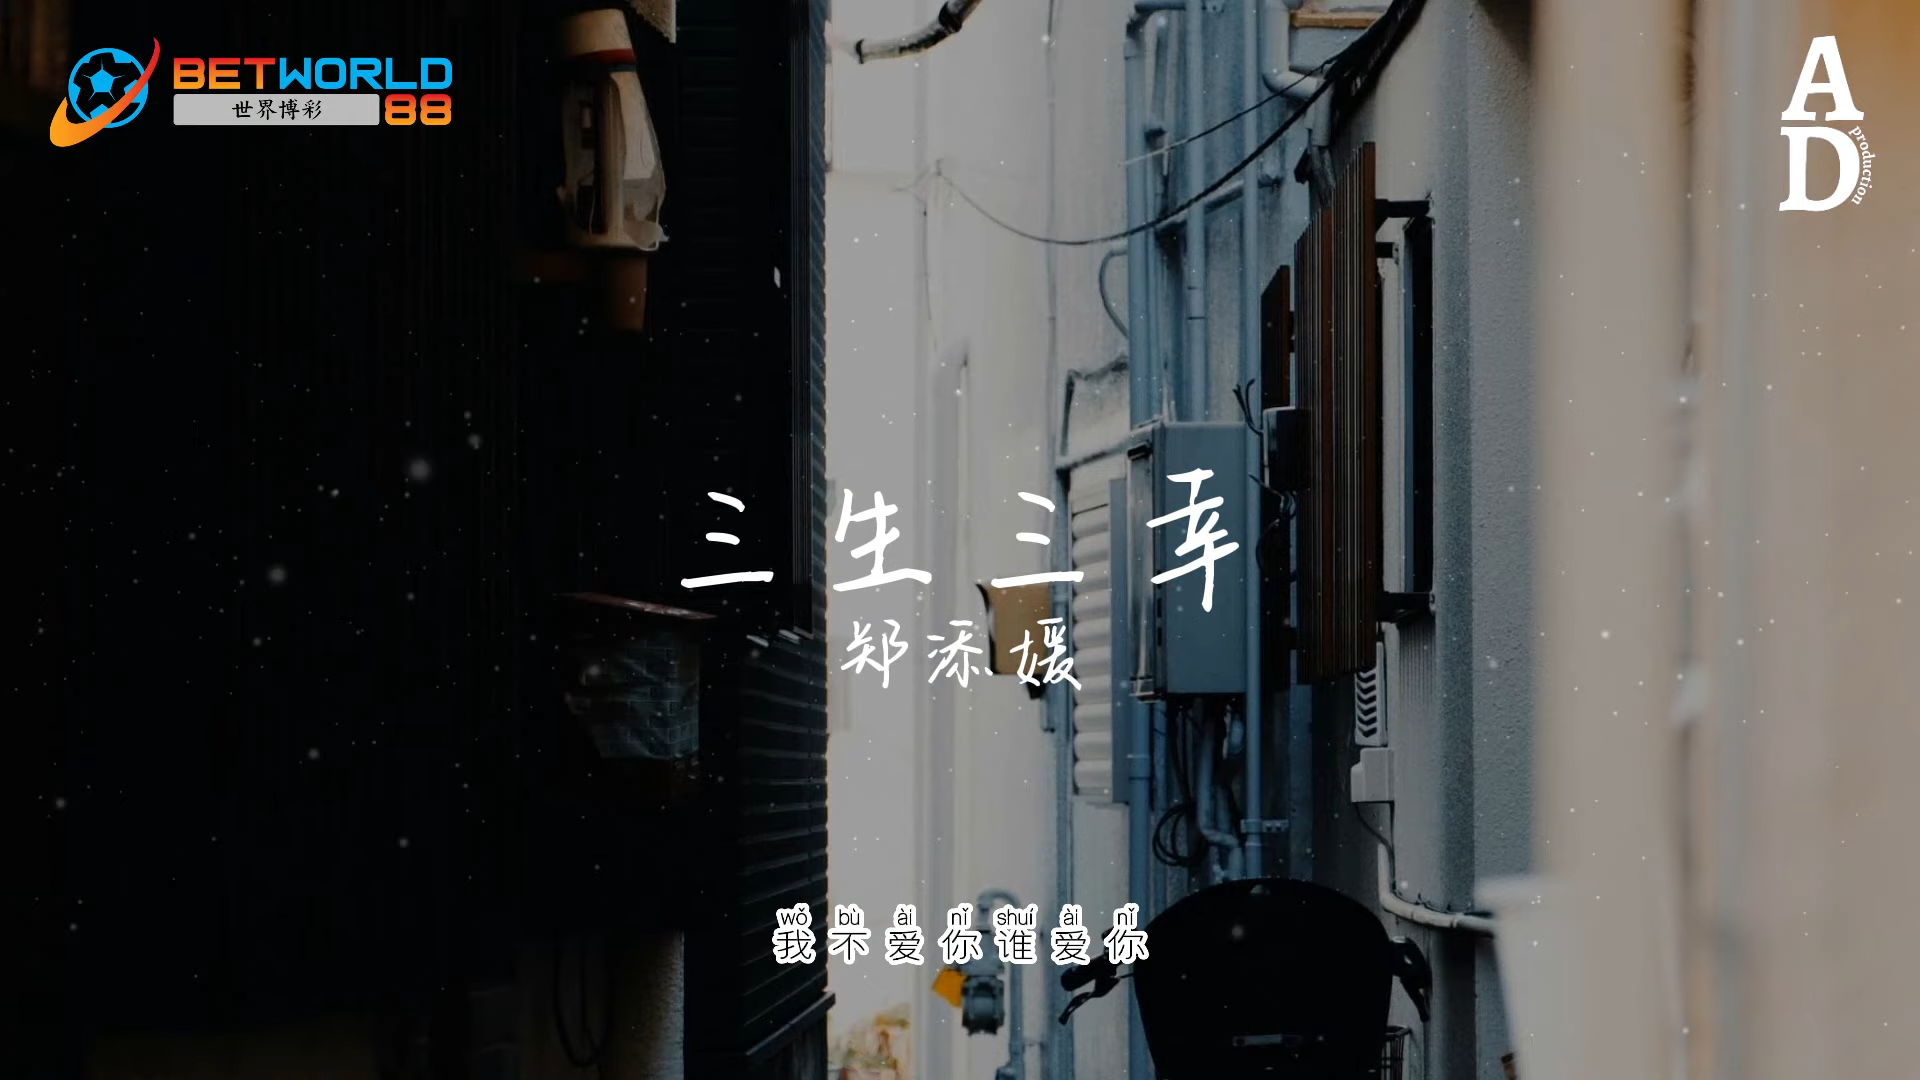 BETWORLD
世界博彩 88
AD
production
三生三幸
郑添媛
wǒ bù ài nǐ shuí ài nǐ
我不爱你谁爱你